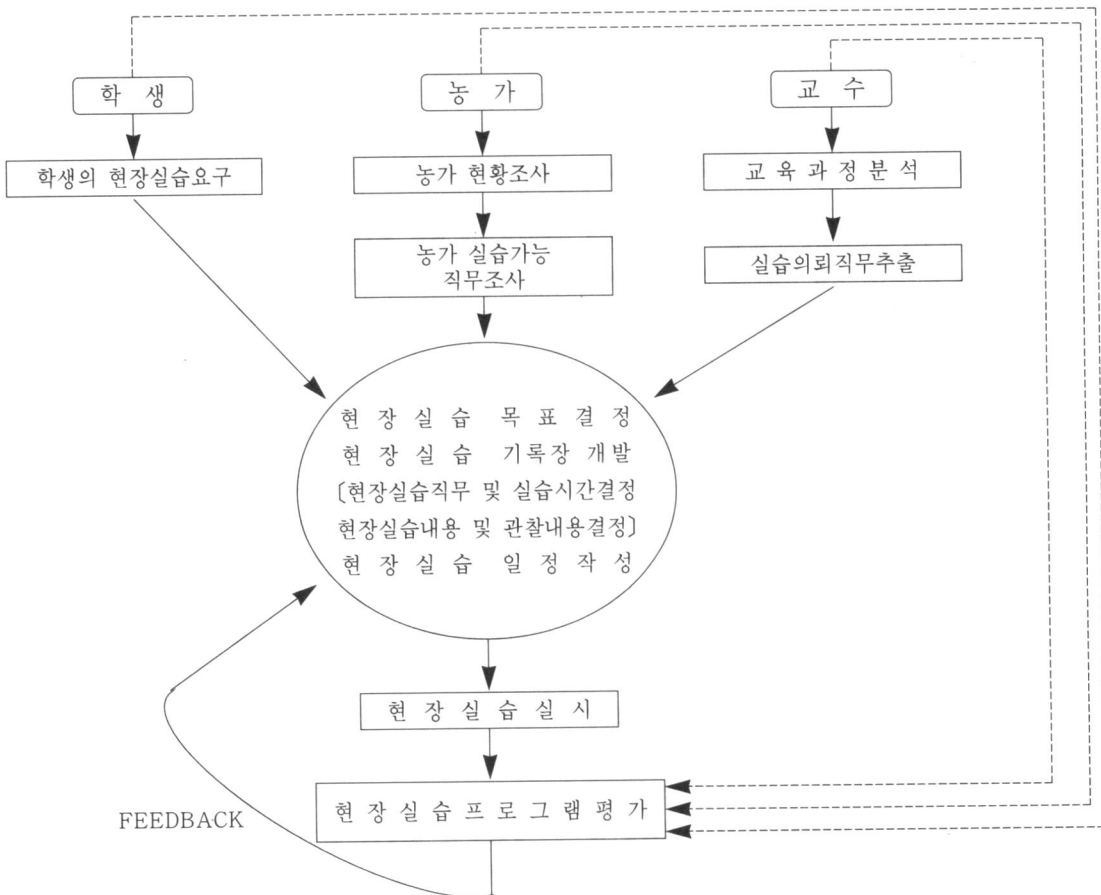 학 생
농 가
교 수
학생의 현장실습요구
농가 현황조사
교 육 과 정 분 석
농가 실습가능
직무조사
실습의뢰직무추출
현 장 실 습 목 표 결 정
현 장 실 습 기록장 개발
〔현장실습직무 및 실습시간결정
현장실습내용 및 관찰내용결정〕
현 장 실 습 일 정 작 성
현 장 실 습 실 시
현 장 실 습 프 로 그 램 평 가
FEEDBACK